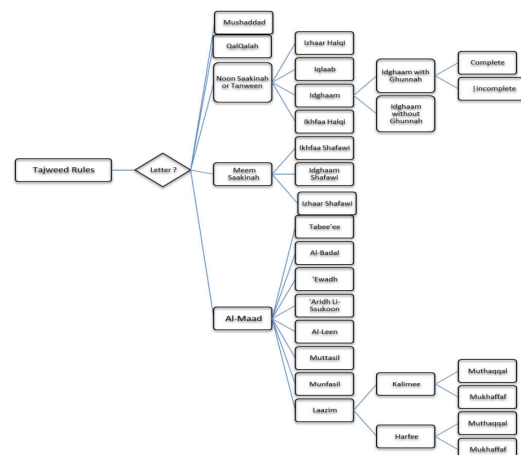 Tajweed Rules
Letter ?
Mushaddad
QalQalah
Noon Saakinah
or Tanween
Izhaar Halqi
Iqlaab
Idghaam
Ikhfaa Halqi
Idghaam with
Ghunnah
Complete
|incomplete
Idghaam
without
Ghunnah
Meem
Saakinah
Ikhfaa Shafawi
Idghaam
Shafawi
Izhaar Shafawi
Al-Maad
Tabee'ee
Al-Badal
'Ewadh
'Aridh Li-
Ssukoon
Al-Leen
Muttasil
Munfasil
Laazim
Kalimee
Muthaqqal
Mukhaffaf
Harfee
Muthaqqal
Mukhaffaf